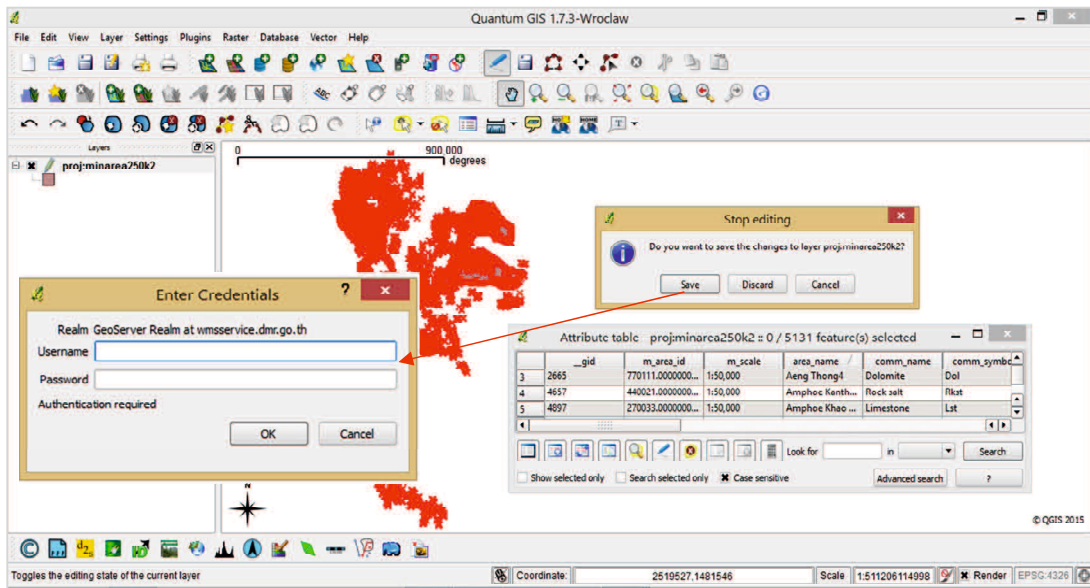 Quantum GIS 1.7.3-Wroclaw
File Edit View Layer Settings Plugins Raster Database Vector Help
Layers
proj:minarea250k2
0 900,000
degrees
Stop editing
Do you want to save the changes to layer proj:minarea250k2?
Save Discard Cancel
Enter Credentials ?
Realm GeoServer Realm at wmsservice.dmr.go.th
Username
Password
Authentication required
OK Cancel
Attribute table proj:minarea250k2 :: 0 / 5131 feature(s) selected
__gid m_area_id m_scale area_name comm_name comm_symbc
3 2665 770111.0000000... 1:50,000 Aeng Thong4 Dolomite Dol
4 4657 440021.0000000... 1:50,000 Amphoe Kanth... Rock salt Rkst
5 4897 270033.0000000... 1:50,000 Amphoe Khao ... Limestone Lst
Look for in Search
Show selected only Search selected only Case sensitive Advanced search ?
N
© QGIS 2015
Toggles the editing state of the current layer Coordinate: 2519527,1481546 Scale 1:511206114998 Render EPSG:4326